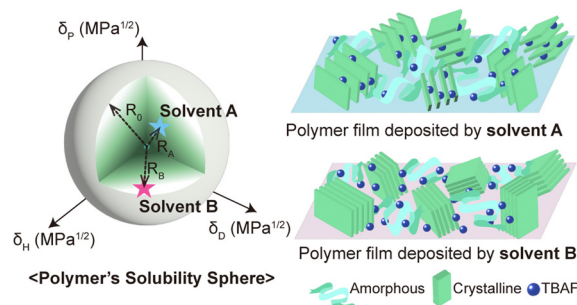 δP (MPa1/2)
R0
Solvent A
RA
RB
Solvent B
δH (MPa1/2)
δD (MPa1/2)
<Polymer's Solubility Sphere>
Polymer film deposited by solvent A
Polymer film deposited by solvent B
Amorphous
Crystalline
TBAF